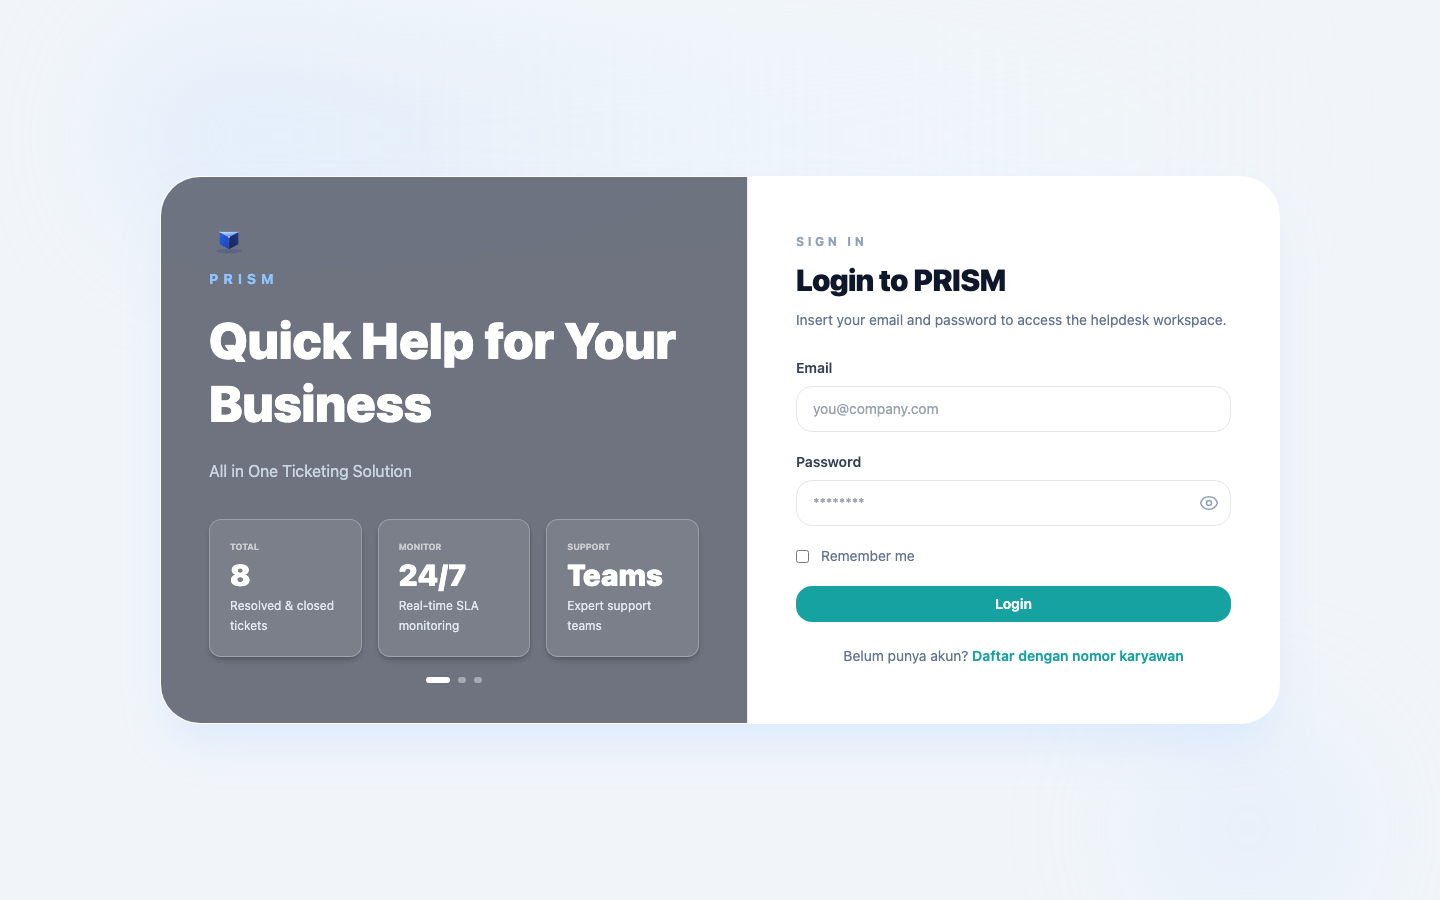 PRISM
Quick Help for Your
Business
All in One Ticketing Solution
TOTAL
8
Resolved & closed
tickets
MONITOR
24/7
Real-time SLA
monitoring
SUPPORT
Teams
Expert support
teams
SIGN IN
Login to PRISM
Insert your email and password to access the helpdesk workspace.
Email
you@company.com
Password
********
Remember me
Login
Belum punya akun? Daftar dengan nomor karyawan